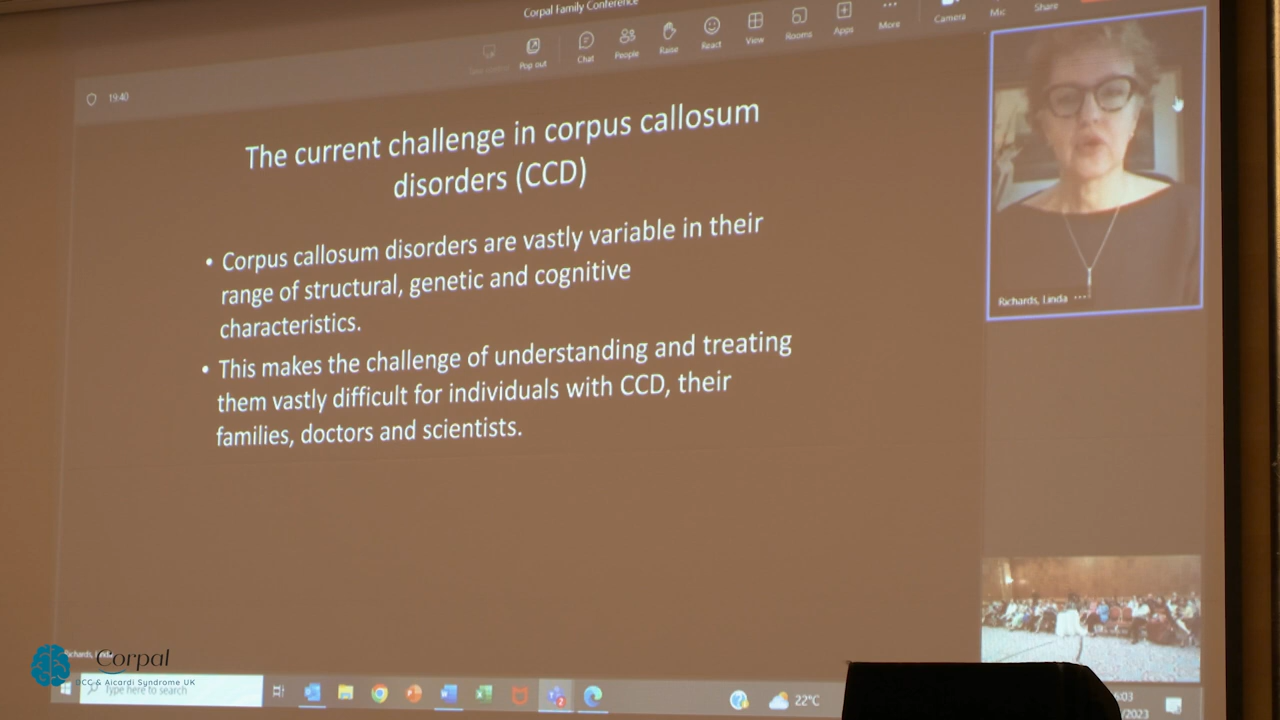 Corpal Family Conference
Pop out
Chat
People
Raise
React
View
Rooms
Apps
More
Camera
Mic
Share
19:40
The current challenge in corpus callosum
disorders (CCD)
• Corpus callosum disorders are vastly variable in their
range of structural, genetic and cognitive
characteristics.
• This makes the challenge of understanding and treating
them vastly difficult for individuals with CCD, their
families, doctors and scientists.
Richards, Linda
Richards, Linda
Corpal
DCC & Aicardi Syndrome UK
Type here to search
22°C